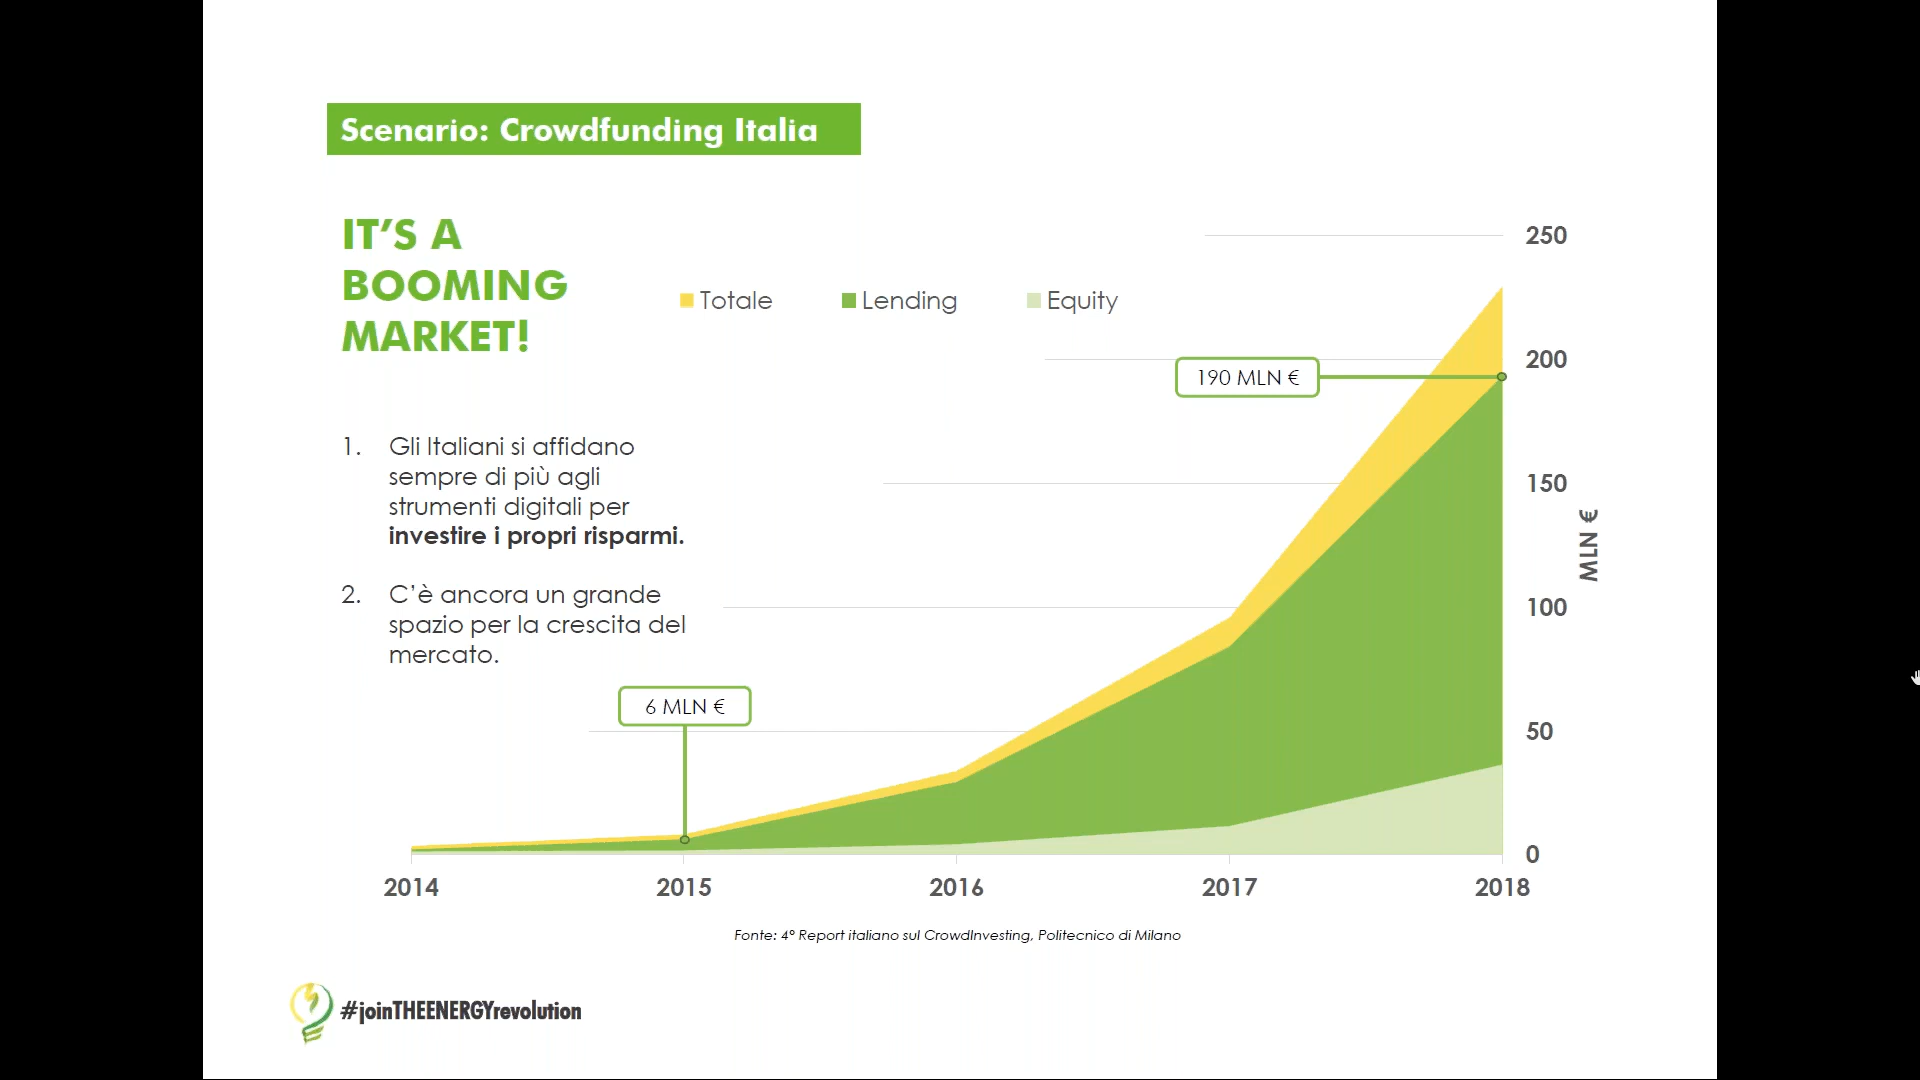 Scenario: Crowdfunding Italia
IT’S A
BOOMING
MARKET!
1. Gli Italiani si affidano
sempre di più agli
strumenti digitali per
investire i propri risparmi.
2. C’è ancora un grande
spazio per la crescita del
mercato.
Totale Lending Equity
250
200
150
100
50
0
MLN €
190 MLN €
6 MLN €
2014 2015 2016 2017 2018
Fonte: 4° Report italiano sul CrowdInvesting, Politecnico di Milano
#joinTHEENERGYrevolution